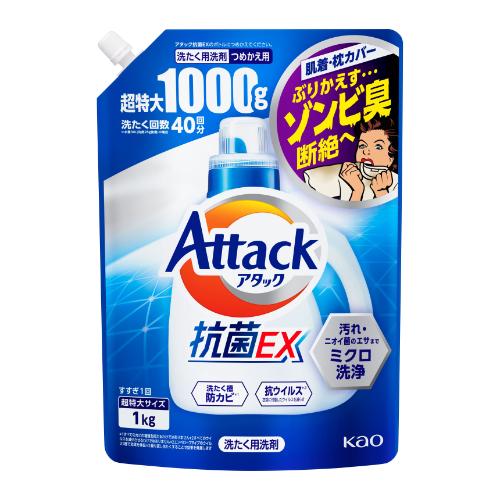 アタック抗菌EXのボトルにつめかえてください。
洗たく用洗剤 つめかえ用
超特大1000g
洗たく回数40回分
肌着・枕カバー
ぶりかえす…
ゾンビ臭
断絶へ
Attack
アタック
抗菌EX
汚れ・
ニオイ菌のエサまで
ミクロ
洗浄
洗たく槽
防カビ
抗ウイルス
すすぎ1回
超特大サイズ
1kg
洗たく用洗剤
Kao